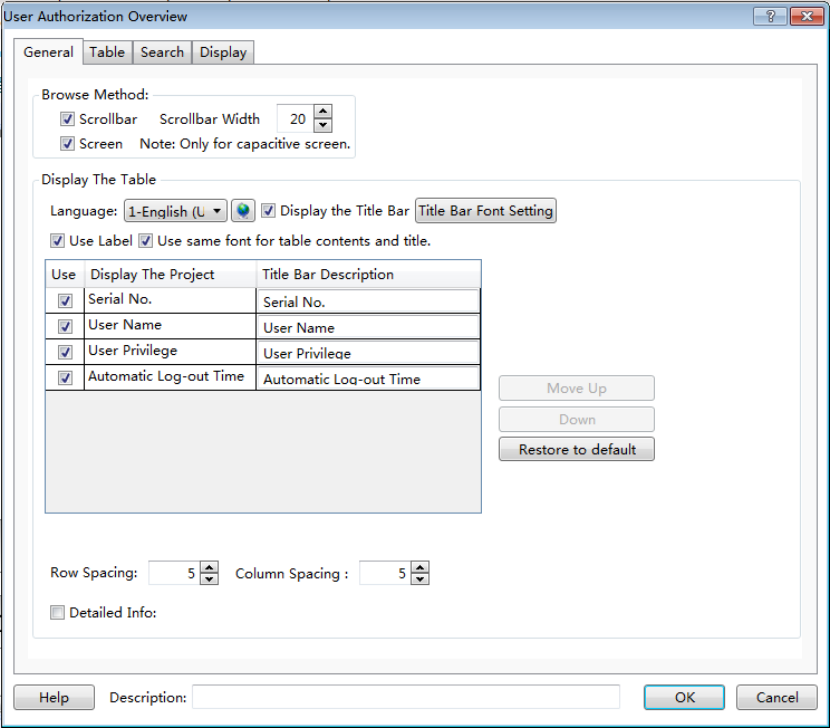 User Authorization Overview
General Table Search Display
Browse Method:
Scrollbar Scrollbar Width 20
Screen Note: Only for capacitive screen.
Display The Table
Language: 1-English (U Display the Title Bar Title Bar Font Setting
Use Label Use same font for table contents and title.
Use Display The Project Title Bar Description
Serial No. Serial No.
User Name User Name
User Privilege User Privilege
Automatic Log-out Time Automatic Log-out Time
Move Up
Down
Restore to default
Row Spacing: 5 Column Spacing : 5
Detailed Info:
Help Description: OK Cancel